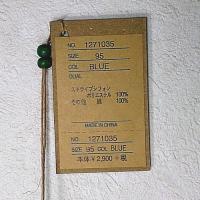 NO. 1271035
SIZE 95
COL BLUE
QUAL
ストライプシフォン
ポリエステル 100%
その他 綿 100%
MADE IN CHINA
NO. 1271035
SIZE 95 COL BLUE
本体¥2,900+税